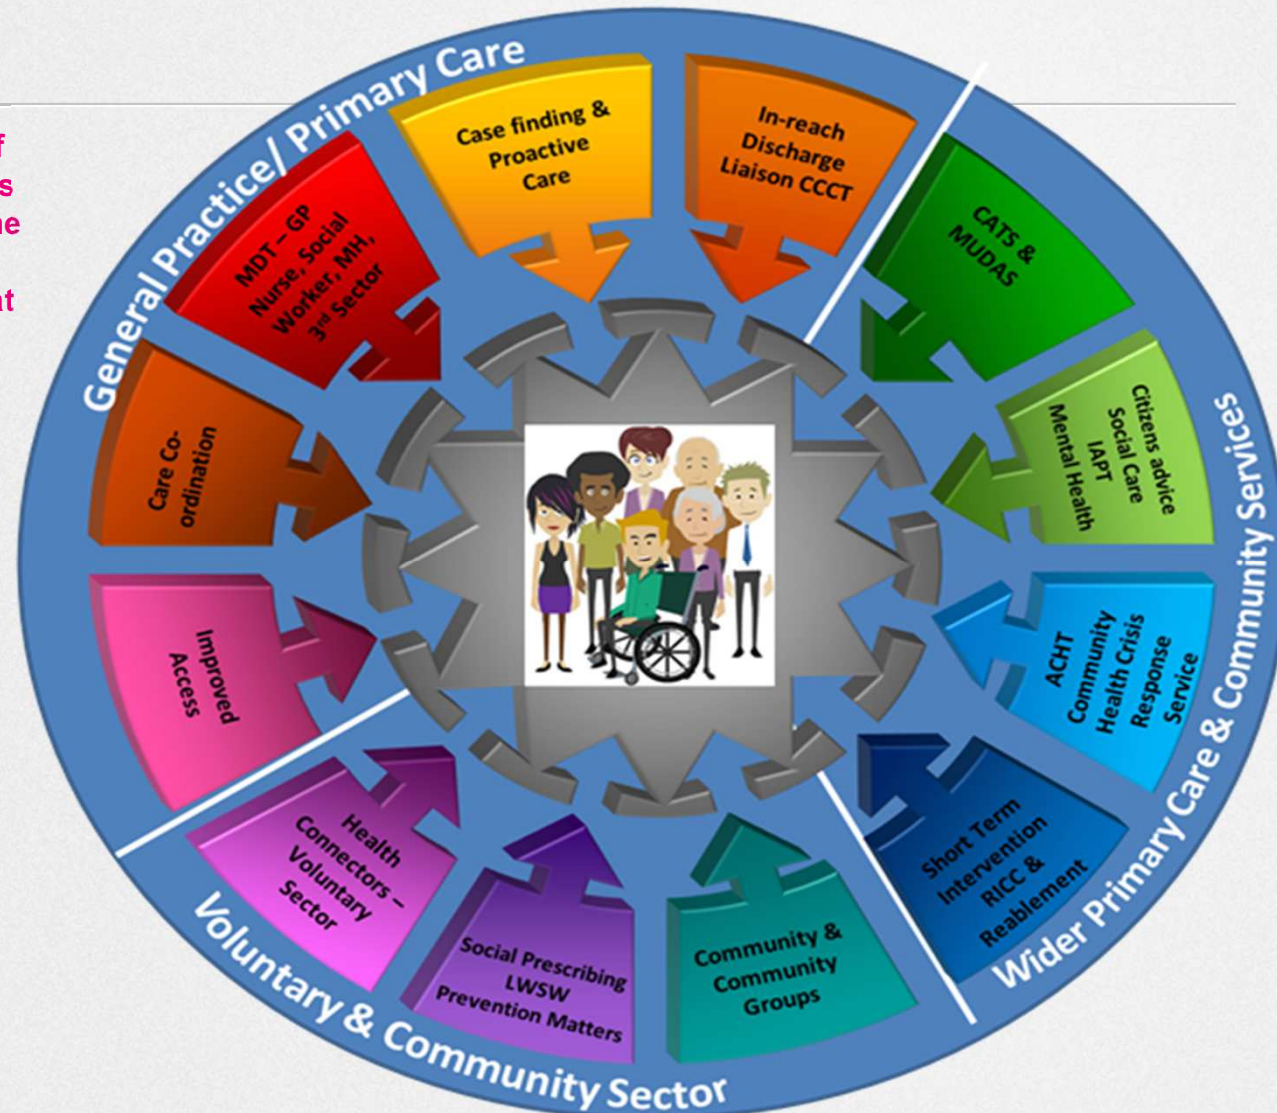 General Practice/ Primary Care
Case finding &
Proactive
Care
In-reach
Discharge
Liaison CCCT
MDT – GP
Nurse, Social
Worker, MH,
3rd Sector
Care Co-
ordination
Improved
Access
CATS &
MUDAS
Citizens advice
Social Care
IAPT
Mental Health
ACHT
Community
Health Crisis
Response
Service
Short Term
Intervention
RICC &
Reablement
Wider Primary Care & Community Services
Health
Connectors –
Voluntary
Sector
Social Prescribing
LWSW
Prevention Matters
Community &
Community
Groups
Voluntary & Community Sector